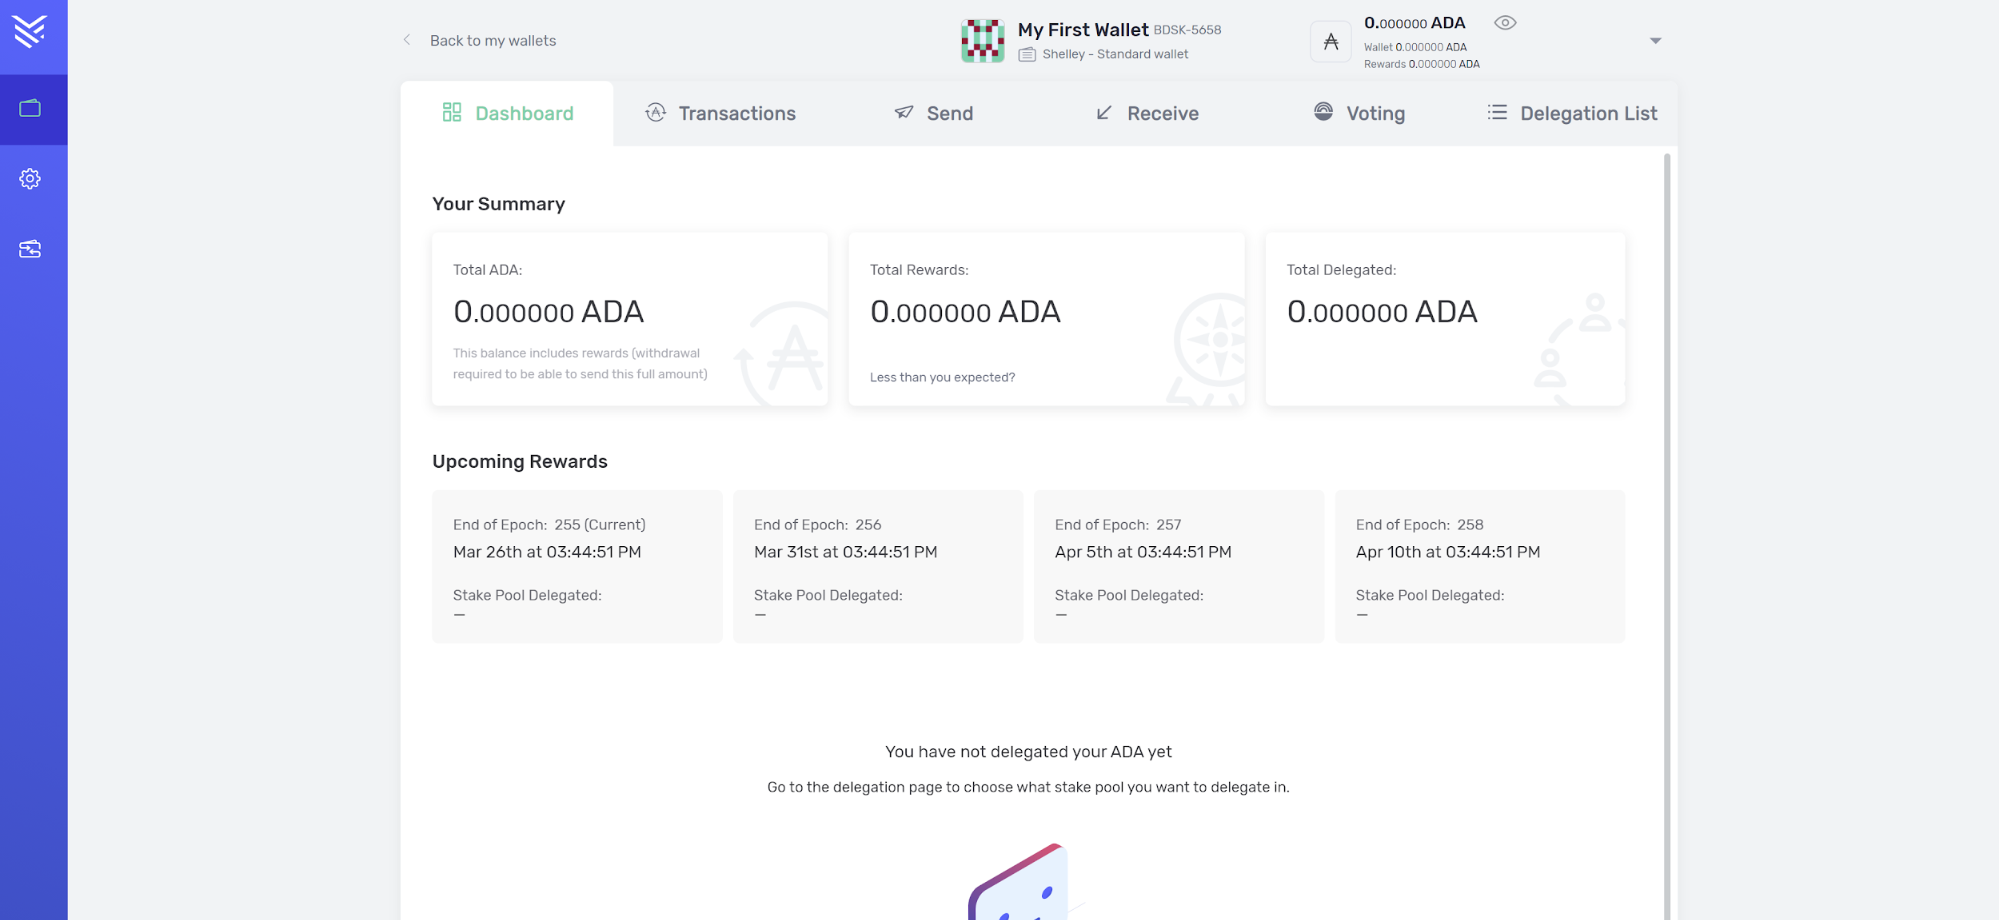 Back to my wallets
My First Wallet BDSK-5658
Shelley - Standard wallet
0.000000 ADA
Wallet 0.000000 ADA
Rewards 0.000000 ADA
Dashboard
Transactions
Send
Receive
Voting
Delegation List
Your Summary
Total ADA:
0.000000 ADA
This balance includes rewards (withdrawal
required to be able to send this full amount)
Total Rewards:
0.000000 ADA
Less than you expected?
Total Delegated:
0.000000 ADA
Upcoming Rewards
End of Epoch: 255 (Current)
Mar 26th at 03:44:51 PM
Stake Pool Delegated:
—
End of Epoch: 256
Mar 31st at 03:44:51 PM
Stake Pool Delegated:
—
End of Epoch: 257
Apr 5th at 03:44:51 PM
Stake Pool Delegated:
—
End of Epoch: 258
Apr 10th at 03:44:51 PM
Stake Pool Delegated:
—
You have not delegated your ADA yet
Go to the delegation page to choose what stake pool you want to delegate in.